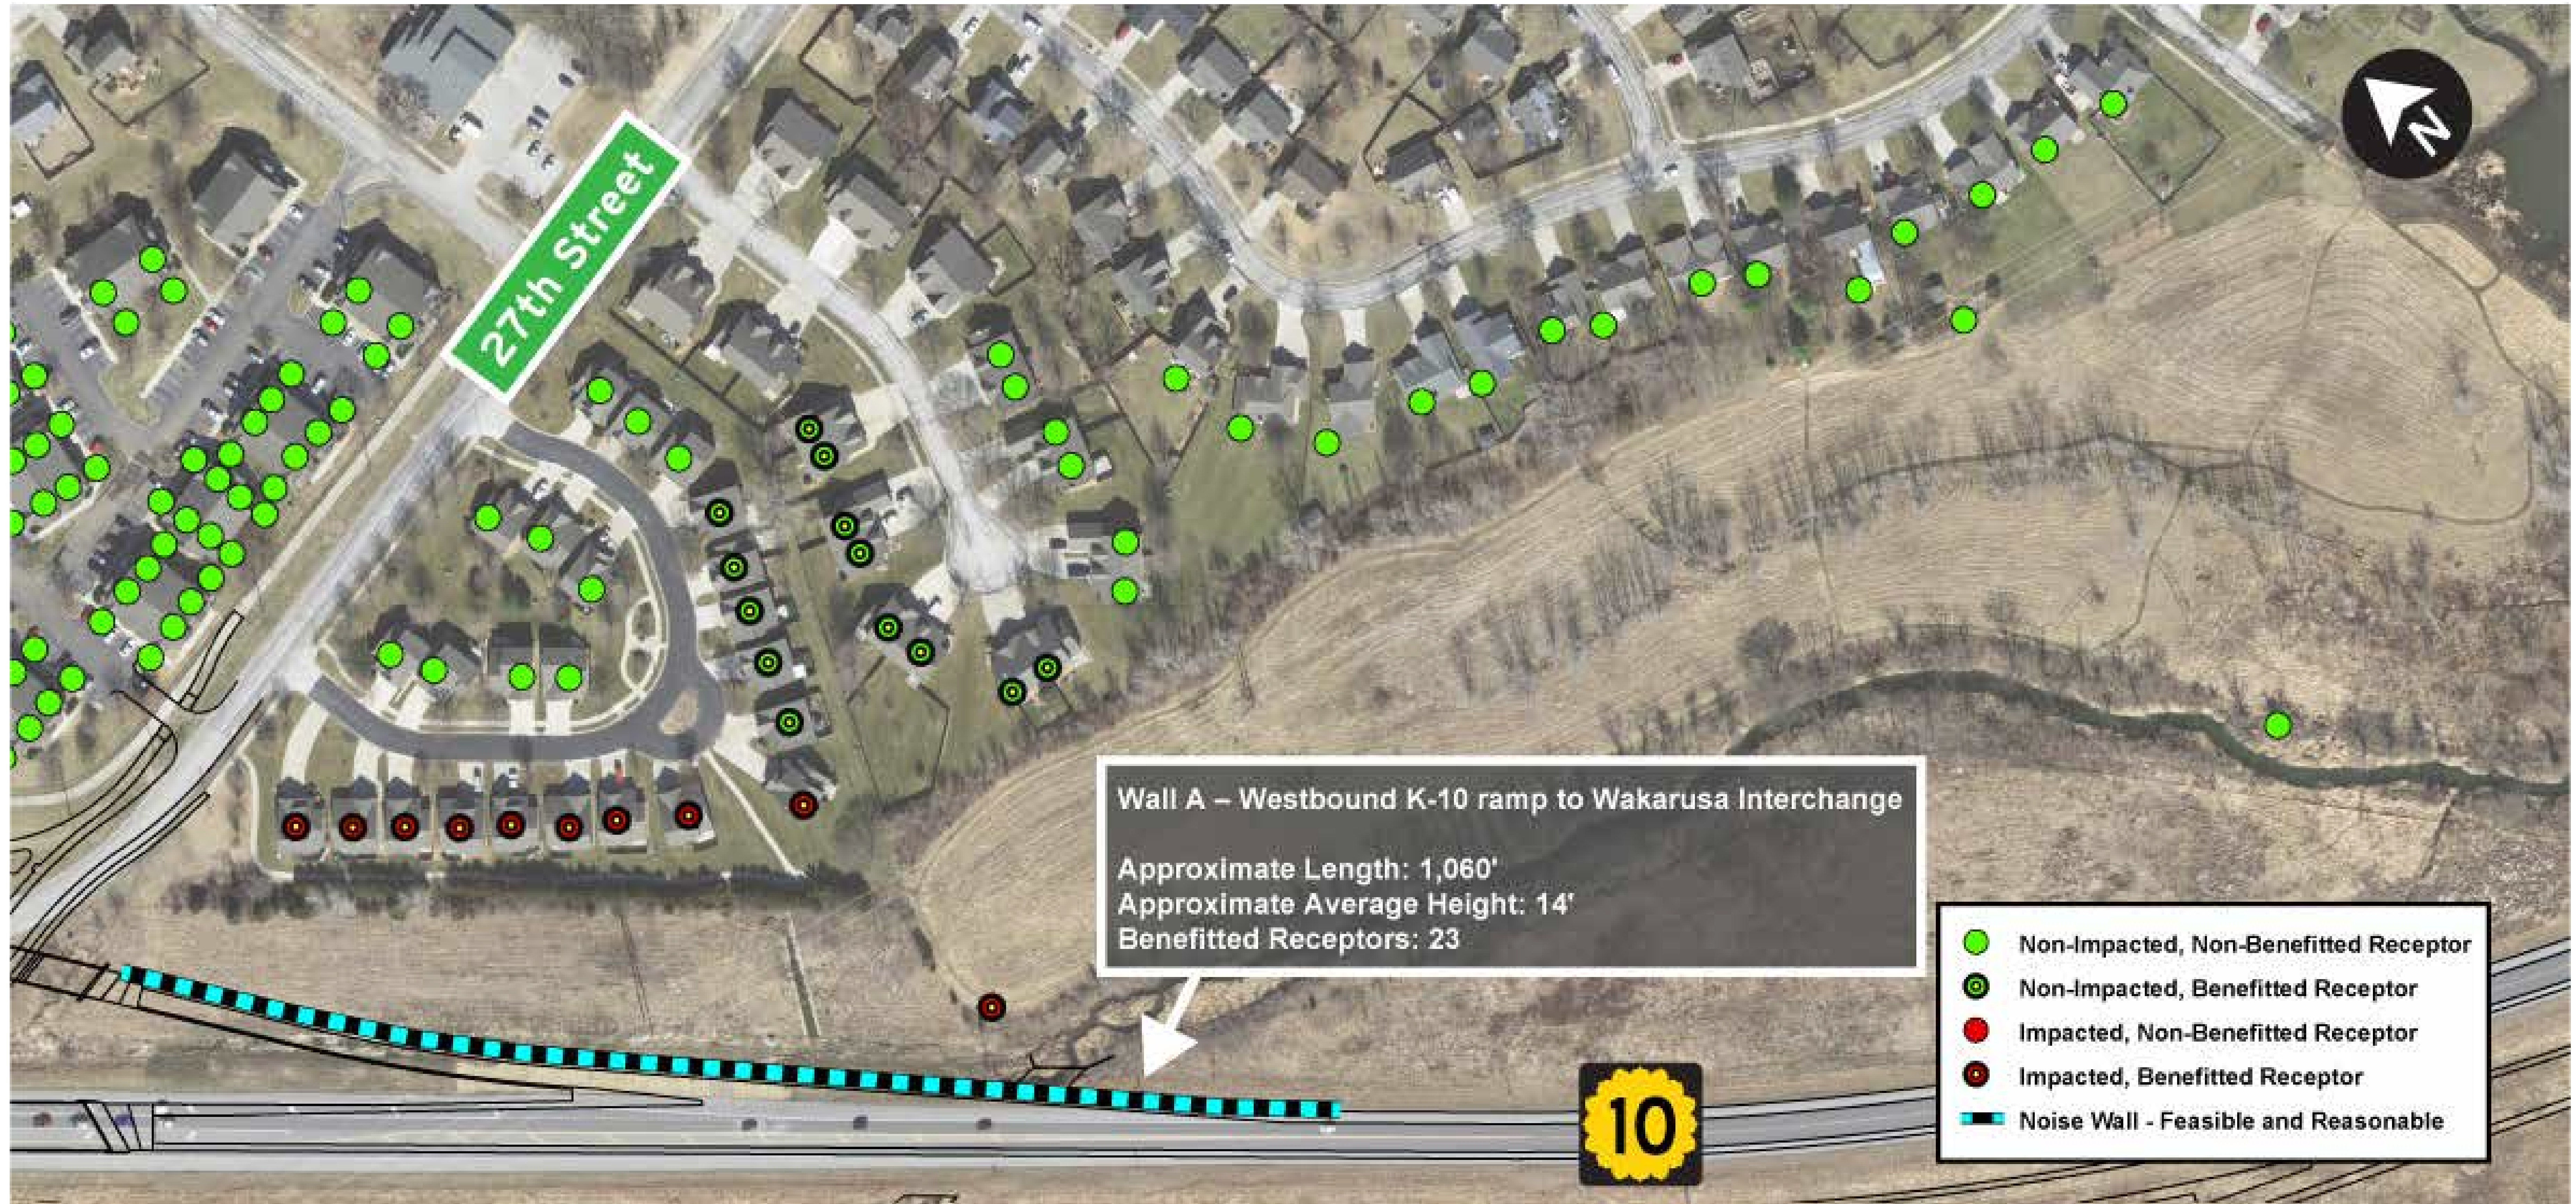 27th Street
N
Wall A – Westbound K-10 ramp to Wakarusa Interchange
Approximate Length: 1,060'
Approximate Average Height: 14'
Benefitted Receptors: 23
Non-Impacted, Non-Benefitted Receptor
Non-Impacted, Benefitted Receptor
Impacted, Non-Benefitted Receptor
Impacted, Benefitted Receptor
Noise Wall - Feasible and Reasonable
10